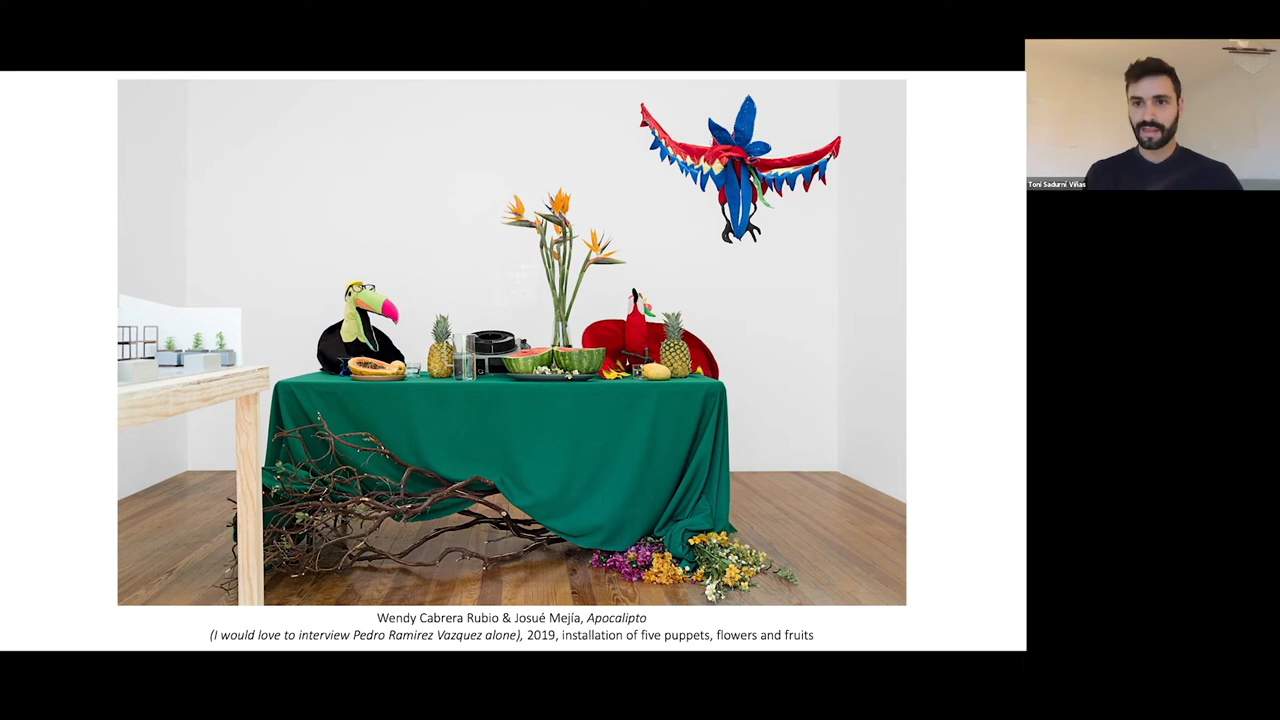 Toni Sadurní Viñas
Wendy Cabrera Rubio & Josué Mejía, Apocalipto
(I would love to interview Pedro Ramirez Vazquez alone), 2019, installation of five puppets, flowers and fruits